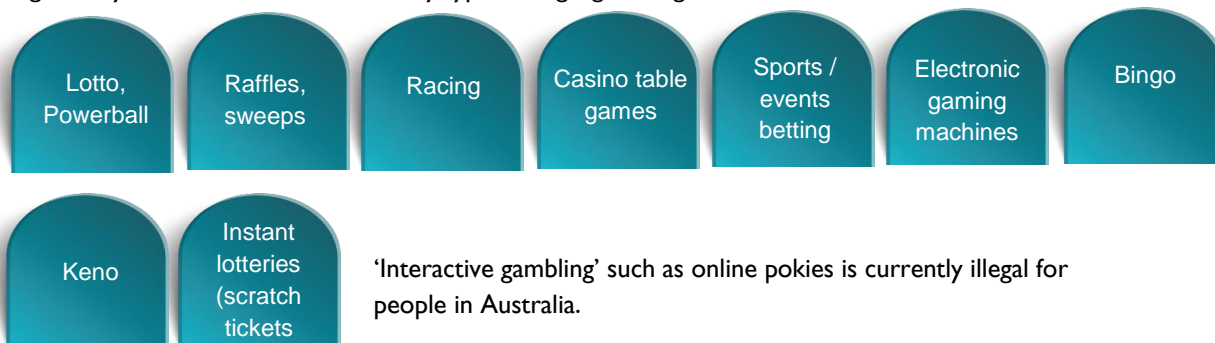 Lotto,
Powerball
Raffles,
sweeps
Racing
Casino table
games
Sports /
events
betting
Electronic
gaming
machines
Bingo
Keno
Instant
lotteries
(scratch
tickets
‘Interactive gambling’ such as online pokies is currently illegal for
people in Australia.